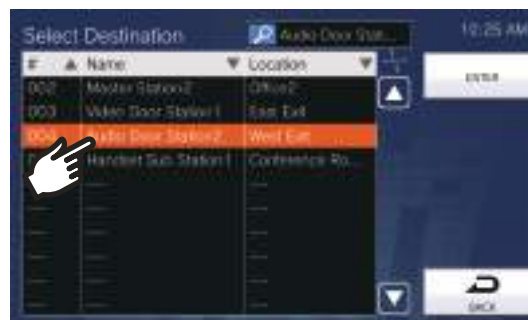 Select Destination
Audio Door Stat...
10:25 AM
# ▲ Name ▼ Location ▼
ENTER
002 Master Station2 Office2
003 Video Door Station1 East Exit
004 Audio Door Station2 West Exit
Handset Sub Station1 Conference Ro...
---
---
---
---
---
BACK